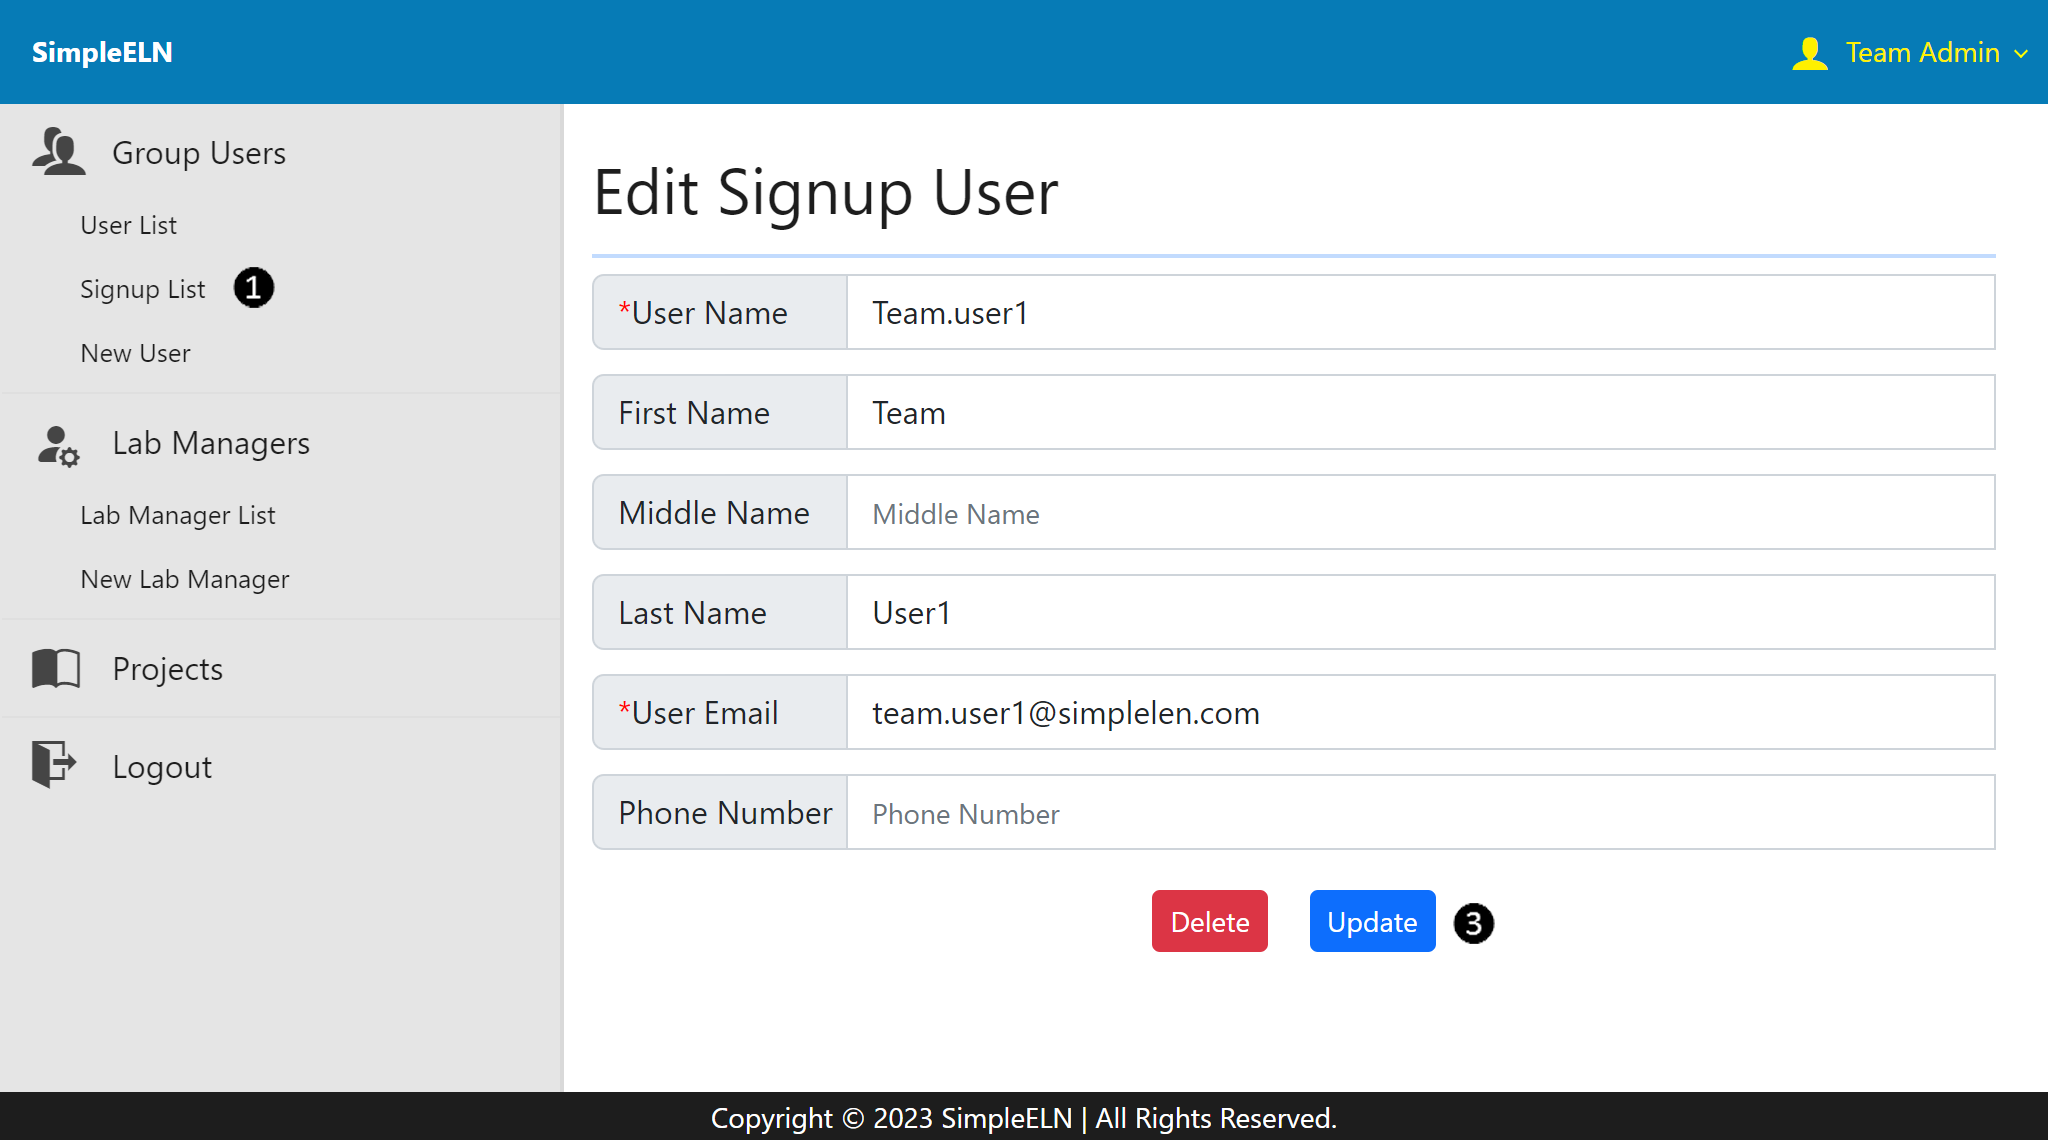 SimpleELN
Team Admin
Group Users
User List
Signup List 1
New User
Lab Managers
Lab Manager List
New Lab Manager
Projects
Logout
Edit Signup User
*User Name Team.user1
First Name Team
Middle Name Middle Name
Last Name User1
*User Email team.user1@simplelen.com
Phone Number Phone Number
Delete Update 3
Copyright © 2023 SimpleELN | All Rights Reserved.